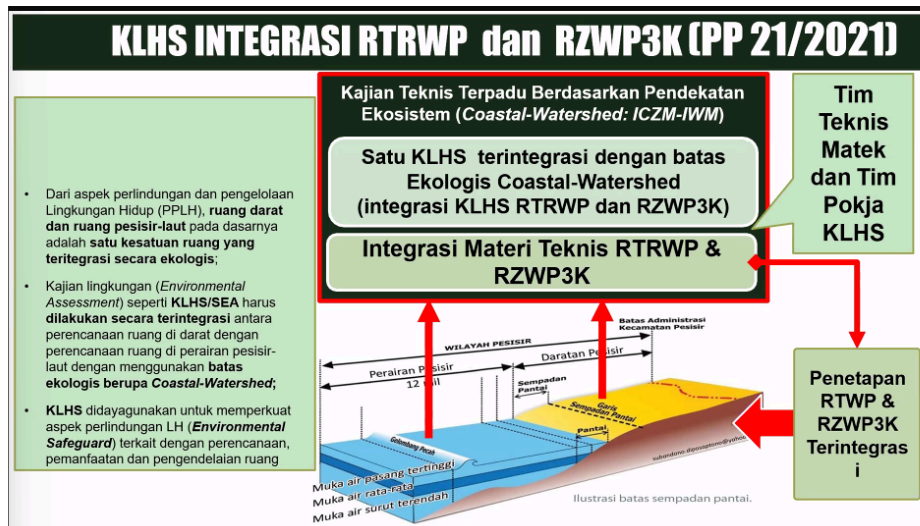 KLHS INTEGRASI RTRWP dan RZWP3K (PP 21/2021)
• Dari aspek perlindungan dan pengelolaan
Lingkungan Hidup (PPLH), ruang darat
dan ruang pesisir-laut pada dasarnya
adalah satu kesatuan ruang yang
teritegrasi secara ekologis;
• Kajian lingkungan (Environmental
Assessment) seperti KLHS/SEA harus
dilakukan secara terintegrasi antara
perencanaan ruang di darat dengan
perencanaan ruang di perairan pesisir-
laut dengan menggunakan batas
ekologis berupa Coastal-Watershed;
• KLHS didayagunakan untuk memperkuat
aspek perlindungan LH (Environmental
Safeguard) terkait dengan perencanaan,
pemanfaatan dan pengendelaian ruang
Kajian Teknis Terpadu Berdasarkan Pendekatan
Ekosistem (Coastal-Watershed: ICZM-IWM)
Satu KLHS terintegrasi dengan batas
Ekologis Coastal-Watershed
(integrasi KLHS RTRWP dan RZWP3K)
Integrasi Materi Teknis RTRWP &
RZWP3K
Tim
Teknis
Matek
dan Tim
Pokja
KLHS
Batas Administrasi
Kecamatan Pesisir
WILAYAH PESISIR
Perairan Pesisir
12 mil
Daratan Pesisir
Sempadan
Pantai
Garis
Sempadan Pantai
Pantai
Gelombang Pecah
Muka air pasang tertinggi
Muka air rata-rata
Muka air surut terendah
subandono.diposaptono@yahoo
Ilustrasi batas sempadan pantai.
Penetapan
RTWP &
RZWP3K
Terintegras
i